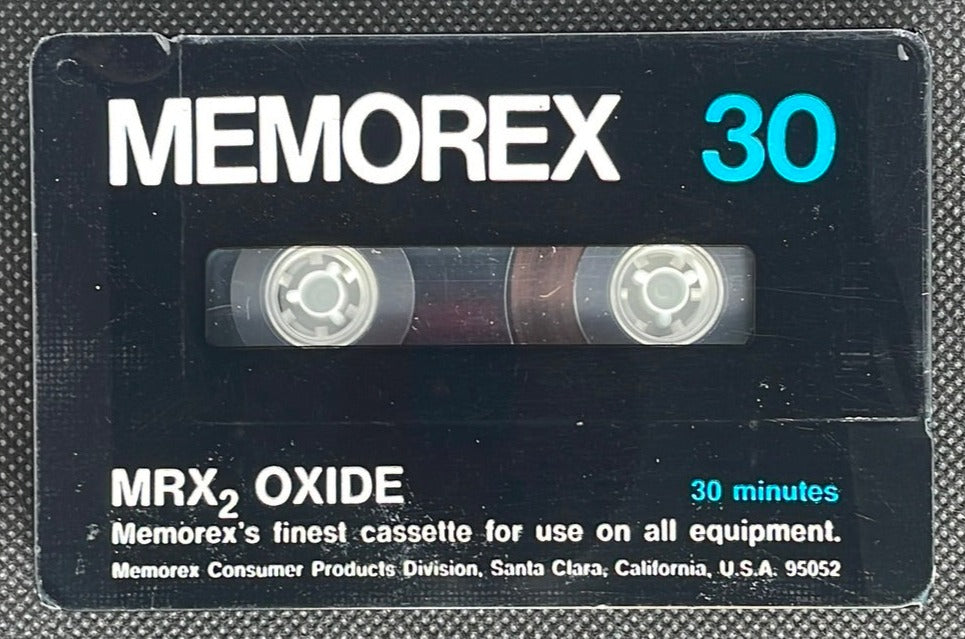 MEMOREX 30
MRX₂ OXIDE
30 minutes
Memorex's finest cassette for use on all equipment.
Memorex Consumer Products Division, Santa Clara, California, U.S.A. 95052